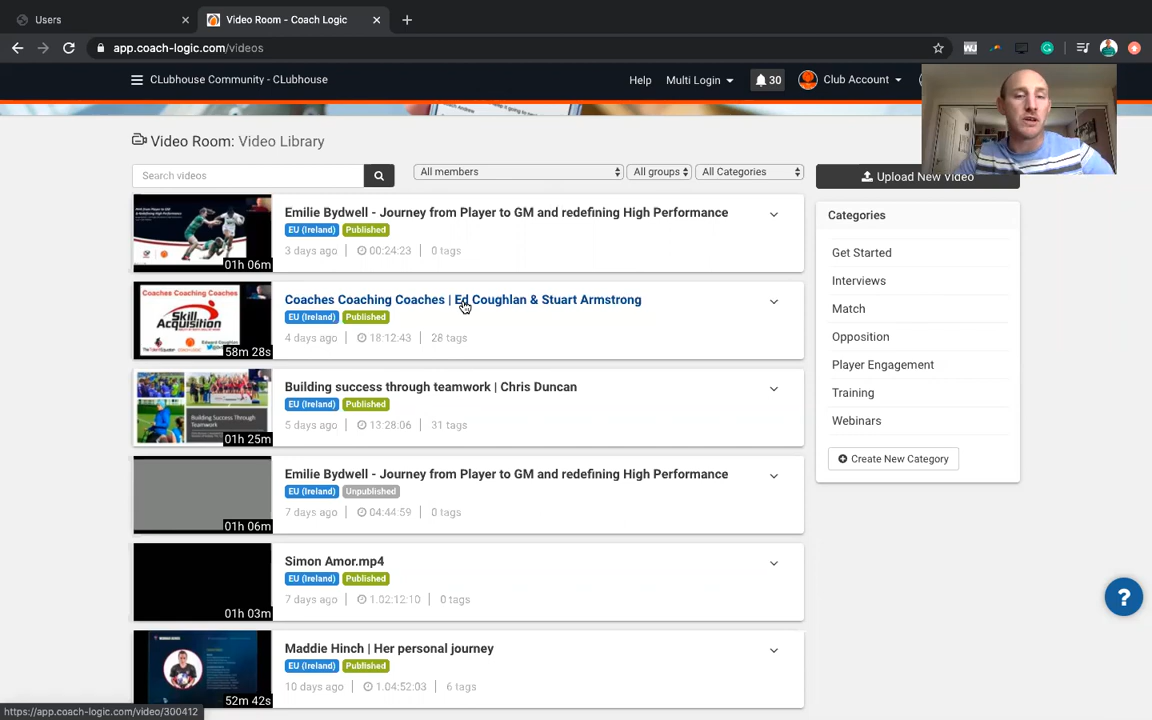 Users
Video Room - Coach Logic
app.coach-logic.com/videos
CLubhouse Community - CLubhouse
Help
Multi Login
30
Club Account
Video Room: Video Library
Search videos
All members
All groups
All Categories
Upload New Video
Emilie Bydwell - Journey from Player to GM and redefining High Performance
EU (Ireland) Published
3 days ago 00:24:23 0 tags
01h 06m
Coaches Coaching Coaches
Skill
Acquisition
58m 28s
Coaches Coaching Coaches | Ed Coughlan & Stuart Armstrong
EU (Ireland) Published
4 days ago 18:12:43 28 tags
Building Success Through
Teamwork
01h 25m
Building success through teamwork | Chris Duncan
EU (Ireland) Published
5 days ago 13:28:06 31 tags
Emilie Bydwell - Journey from Player to GM and redefining High Performance
EU (Ireland) Unpublished
7 days ago 04:44:59 0 tags
01h 06m
Simon Amor.mp4
EU (Ireland) Published
7 days ago 1.02:12:10 0 tags
01h 03m
Maddie Hinch | Her personal journey
EU (Ireland) Published
10 days ago 1.04:52:03 6 tags
52m 42s
Categories
Get Started
Interviews
Match
Opposition
Player Engagement
Training
Webinars
Create New Category
?
https://app.coach-logic.com/video/300412